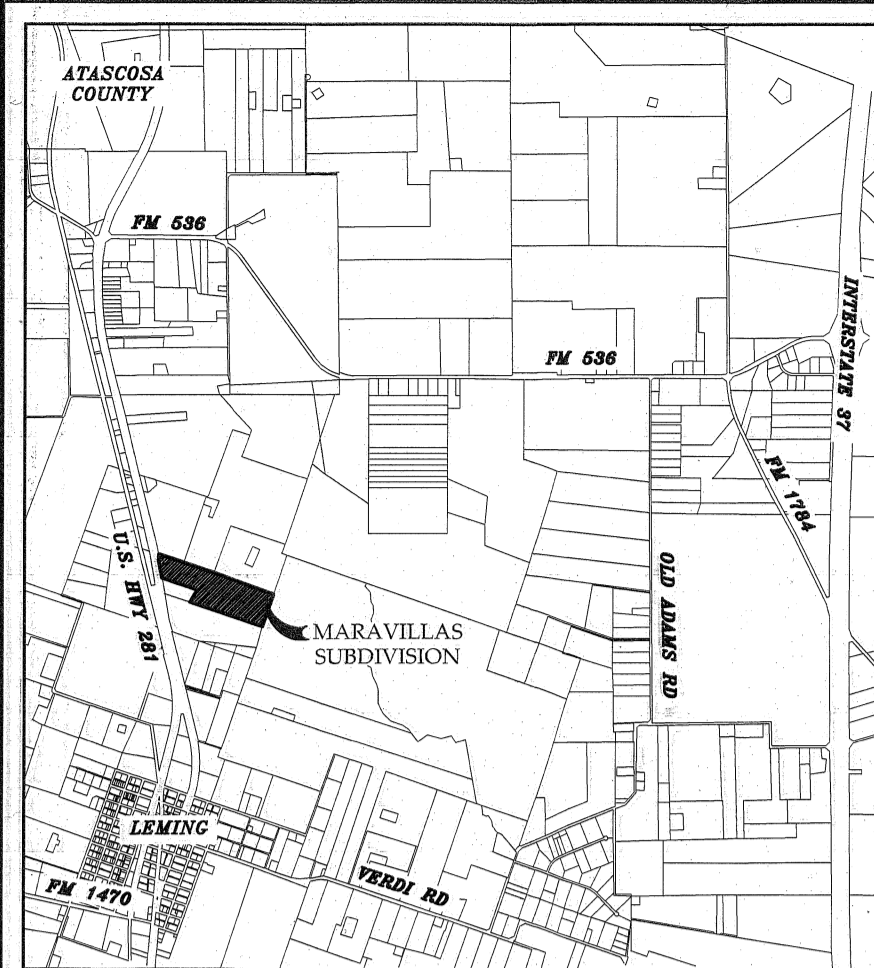 ATASCOSA
COUNTY
FM 536
INTERSTATE 37
FM 536
FM 1784
U.S. HWY 281
OLD ADAMS RD
MARAVILLAS
SUBDIVISION
LEMING
VERDI RD
FM 1470